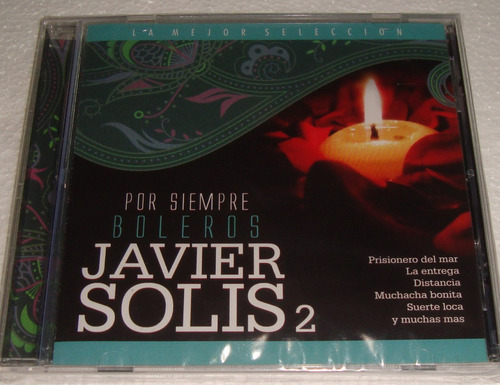 LA MEJOR SELECCIÓN
POR SIEMPRE
BOLEROS
JAVIER
SOLIS 2
Prisionero del mar
La entrega
Distancia
Muchacha bonita
Suerte loca
y muchas mas